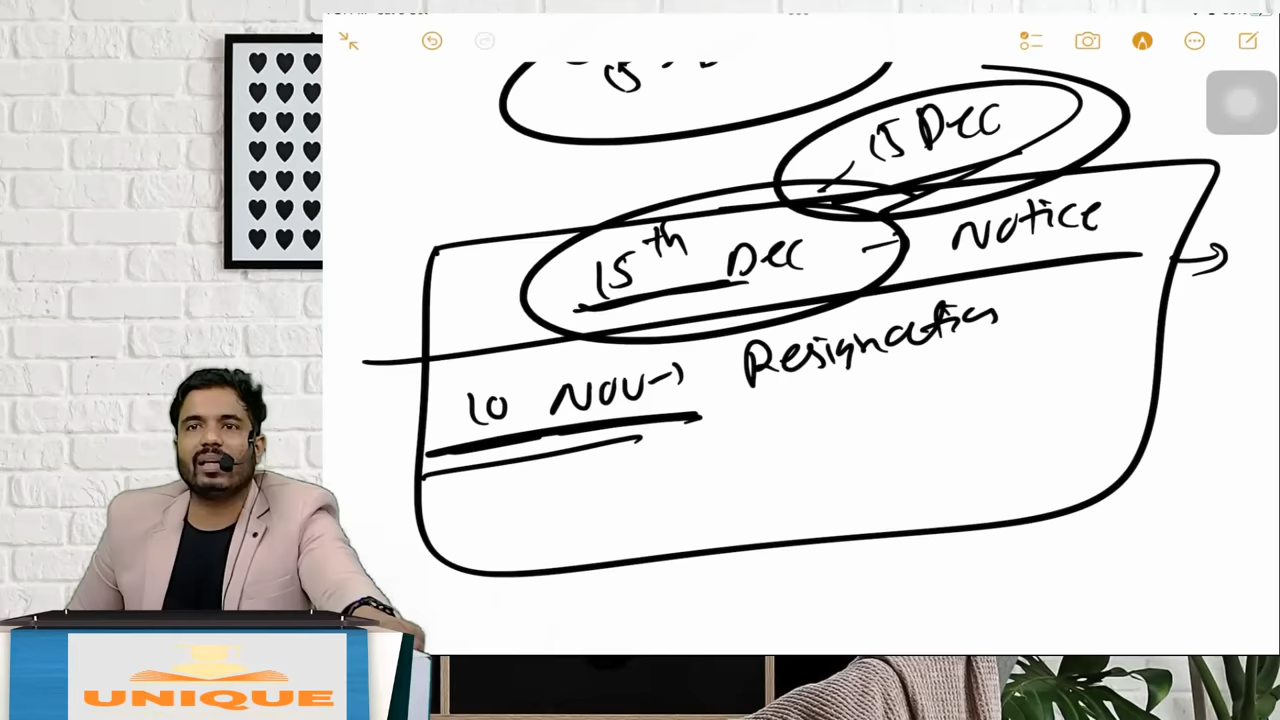 15 Dec
15th Dec - Notice
10 NOV → Resignation
UNIQUE